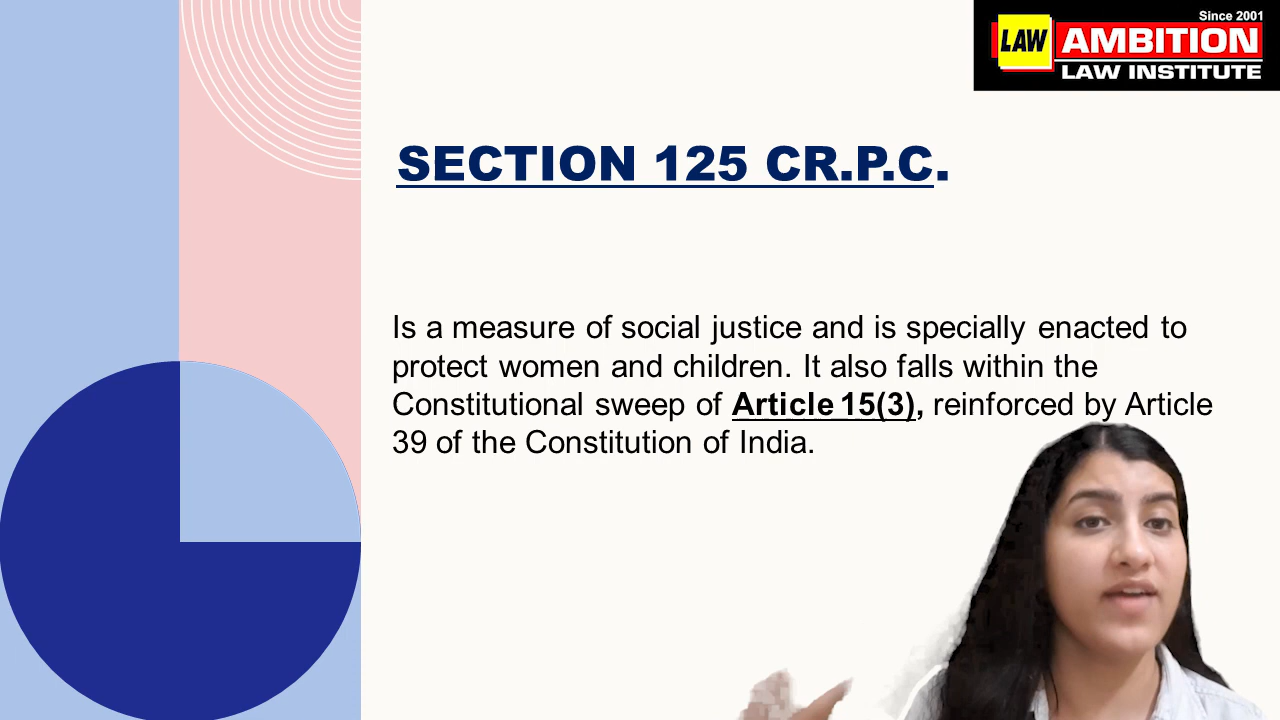 Since 2001
LAW AMBITION
LAW INSTITUTE
SECTION 125 CR.P.C.
Is a measure of social justice and is specially enacted to
protect women and children. It also falls within the
Constitutional sweep of Article 15(3), reinforced by Article
39 of the Constitution of India.